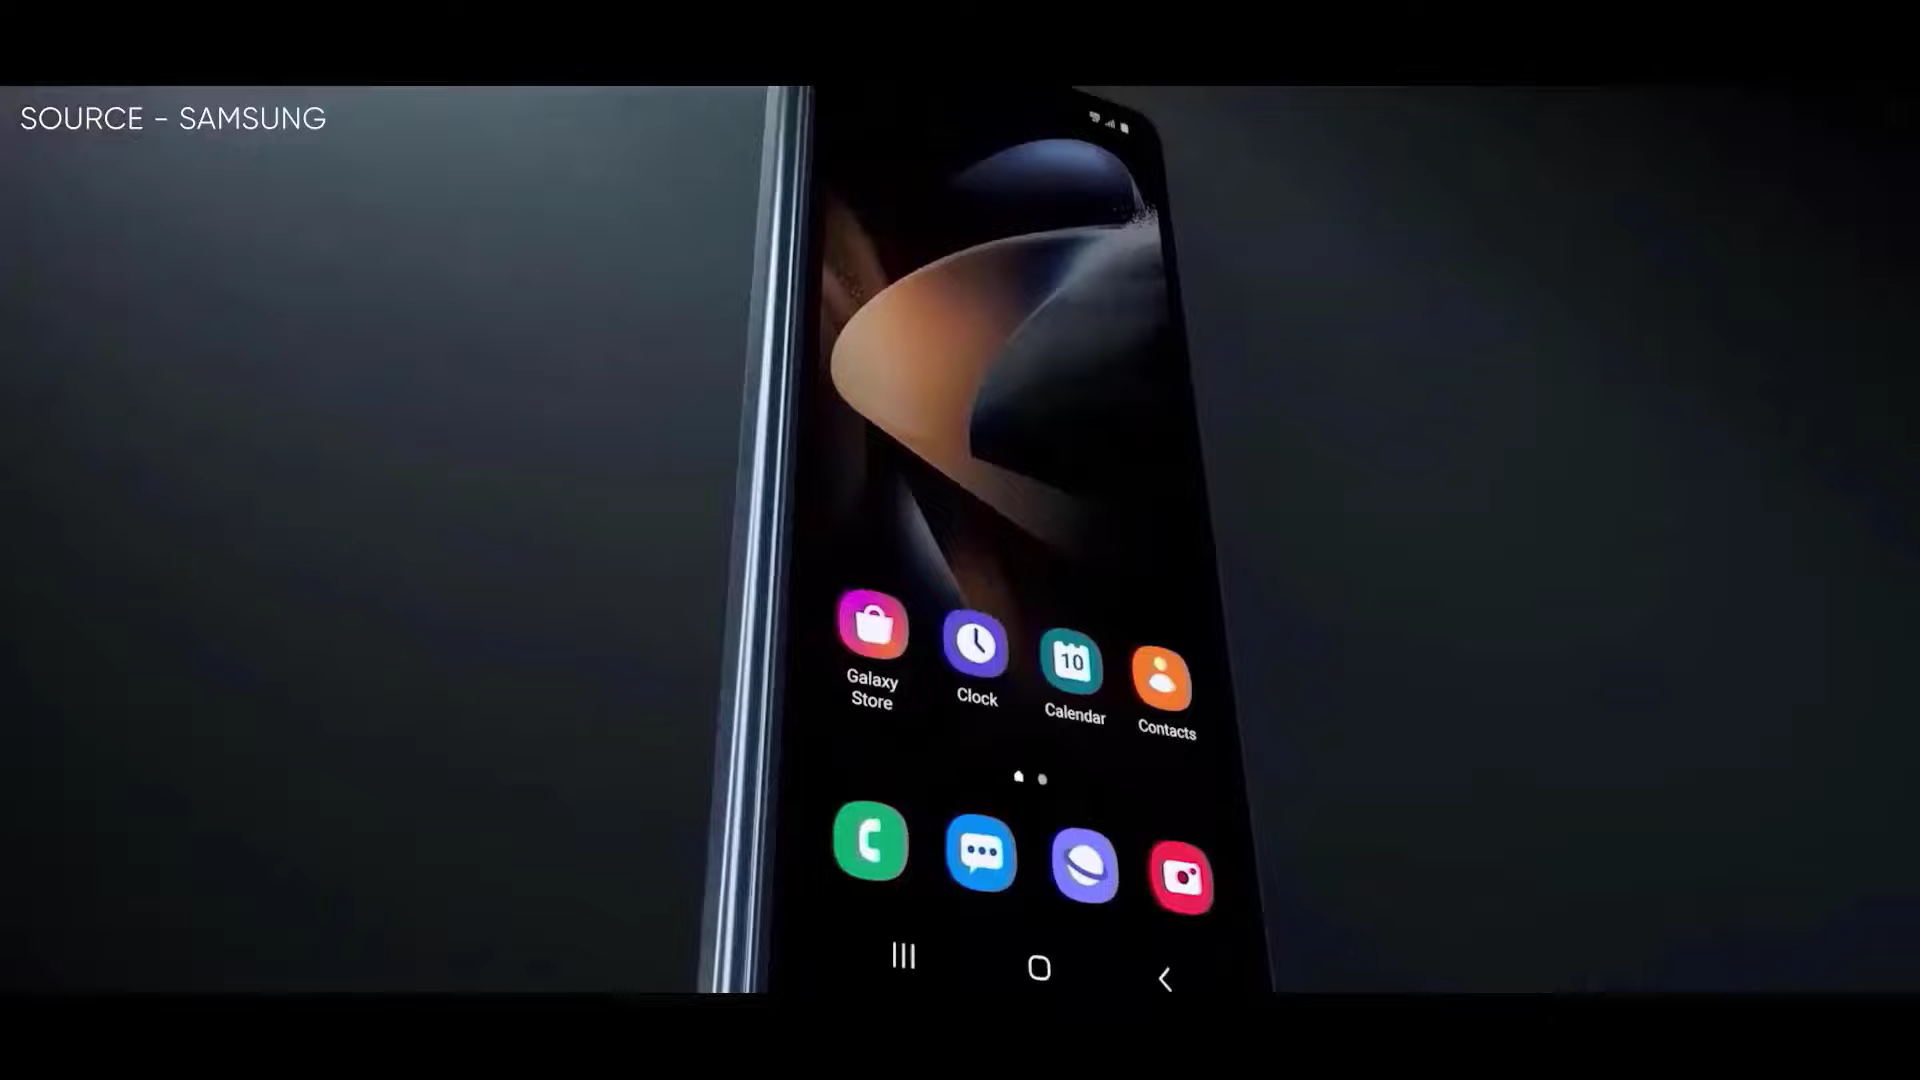 SOURCE - SAMSUNG
10
Galaxy
Store
Clock
Calendar
Contacts